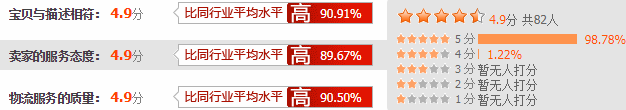 宝贝与描述相符： 4.9分 比同行业平均水平 高 90.91%
卖家的服务态度： 4.9分 比同行业平均水平 高 89.67%
物流服务的质量： 4.9分 比同行业平均水平 高 90.50%
4.9分 共82人
5分 98.78%
4分 1.22%
3分 暂无人打分
2分 暂无人打分
1分 暂无人打分